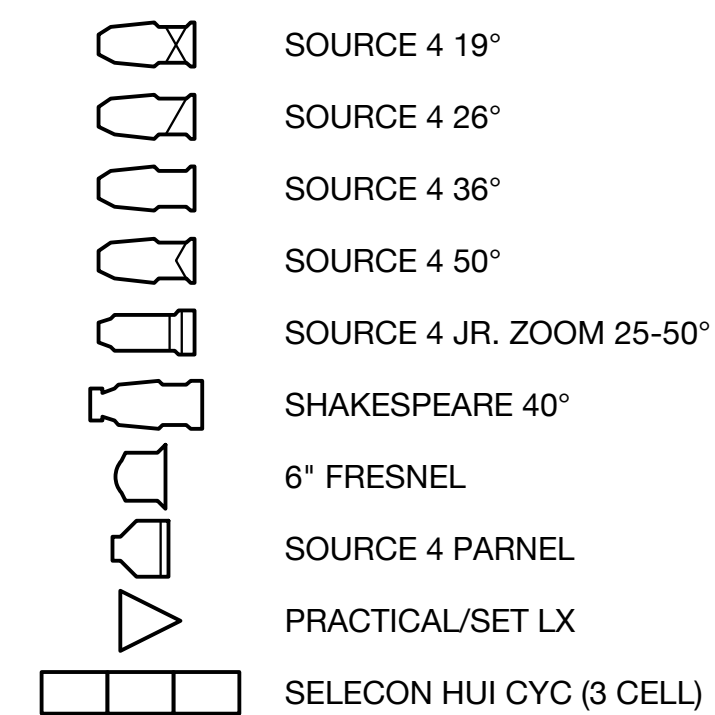 SOURCE 4 19°
SOURCE 4 26°
SOURCE 4 36°
SOURCE 4 50°
SOURCE 4 JR. ZOOM 25-50°
SHAKESPEARE 40°
6" FRESNEL
SOURCE 4 PARNEL
PRACTICAL/SET LX
SELECON HUI CYC (3 CELL)